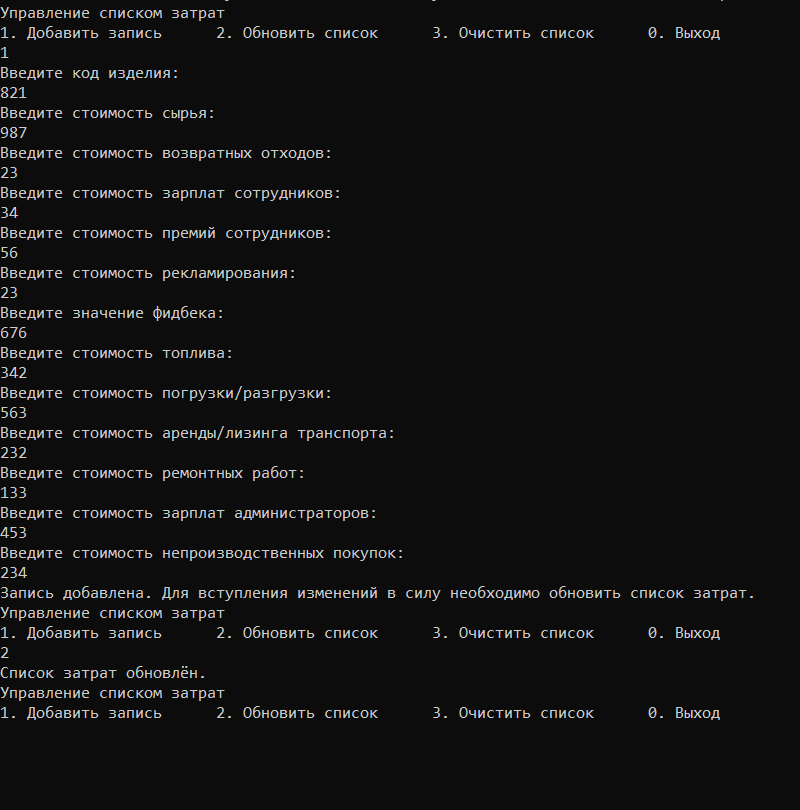 Управление списком затрат
1. Добавить запись 2. Обновить список 3. Очистить список 0. Выход
1
Введите код изделия:
821
Введите стоимость сырья:
987
Введите стоимость возвратных отходов:
23
Введите стоимость зарплат сотрудников:
34
Введите стоимость премий сотрудников:
56
Введите стоимость рекламирования:
23
Введите значение фидбека:
676
Введите стоимость топлива:
342
Введите стоимость погрузки/разгрузки:
563
Введите стоимость аренды/лизинга транспорта:
232
Введите стоимость ремонтных работ:
133
Введите стоимость зарплат администраторов:
453
Введите стоимость непроизводственных покупок:
234
Запись добавлена. Для вступления изменений в силу необходимо обновить список затрат.
Управление списком затрат
1. Добавить запись 2. Обновить список 3. Очистить список 0. Выход
2
Список затрат обновлён.
Управление списком затрат
1. Добавить запись 2. Обновить список 3. Очистить список 0. Выход